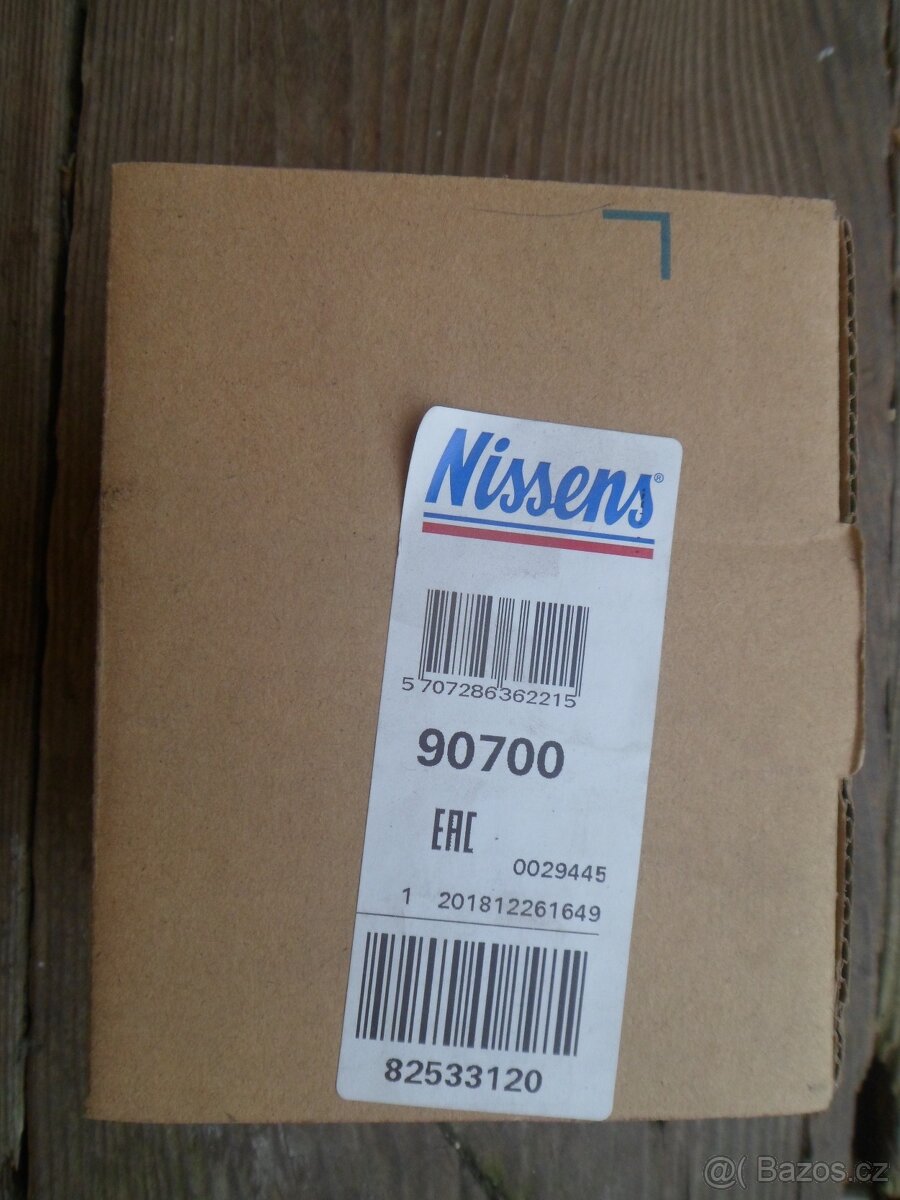 Nissens®
5 707286 362215
90700
EAC
0029445
1 201812261649
82533120
@( Bazos.cz